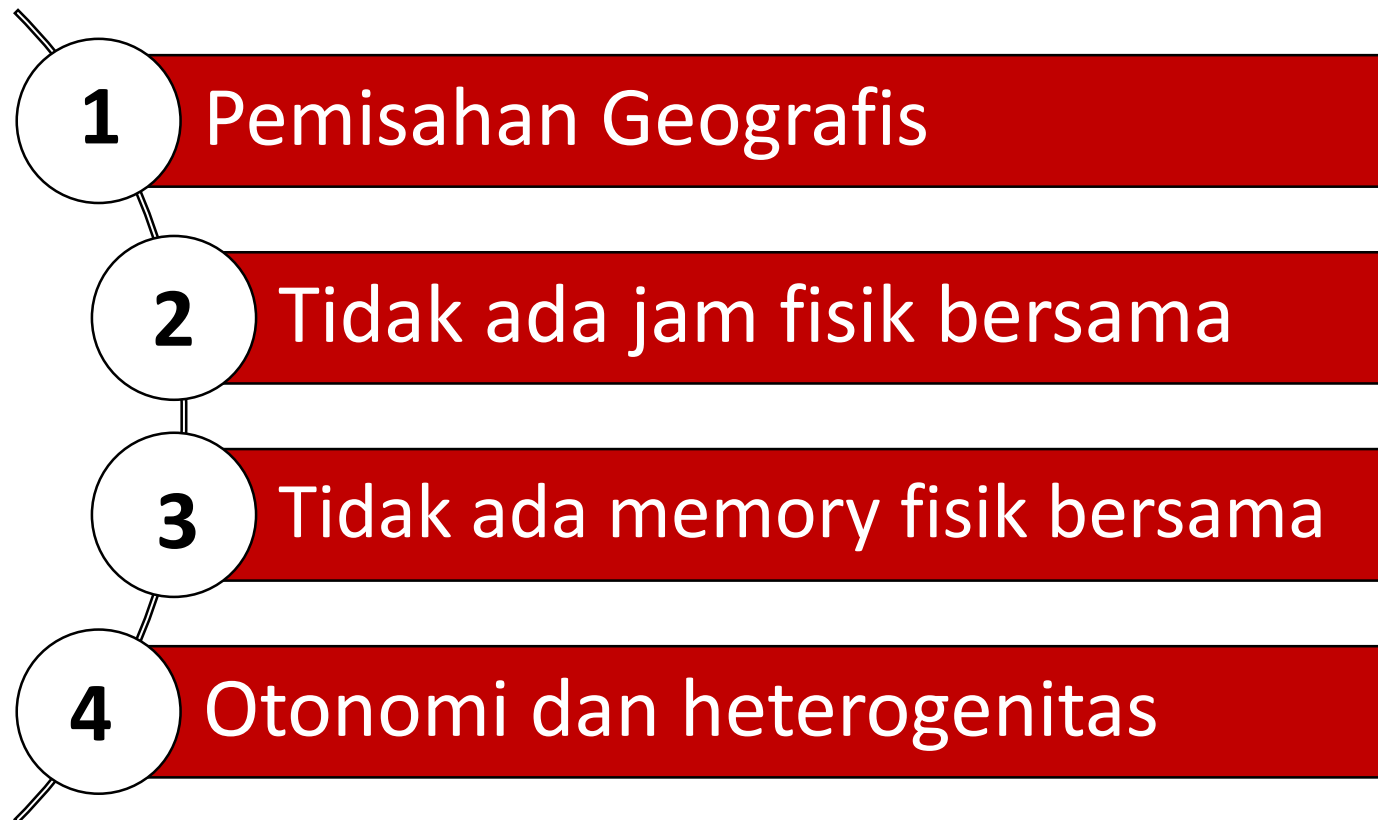 1 Pemisahan Geografis
2 Tidak ada jam fisik bersama
3 Tidak ada memory fisik bersama
4 Otonomi dan heterogenitas